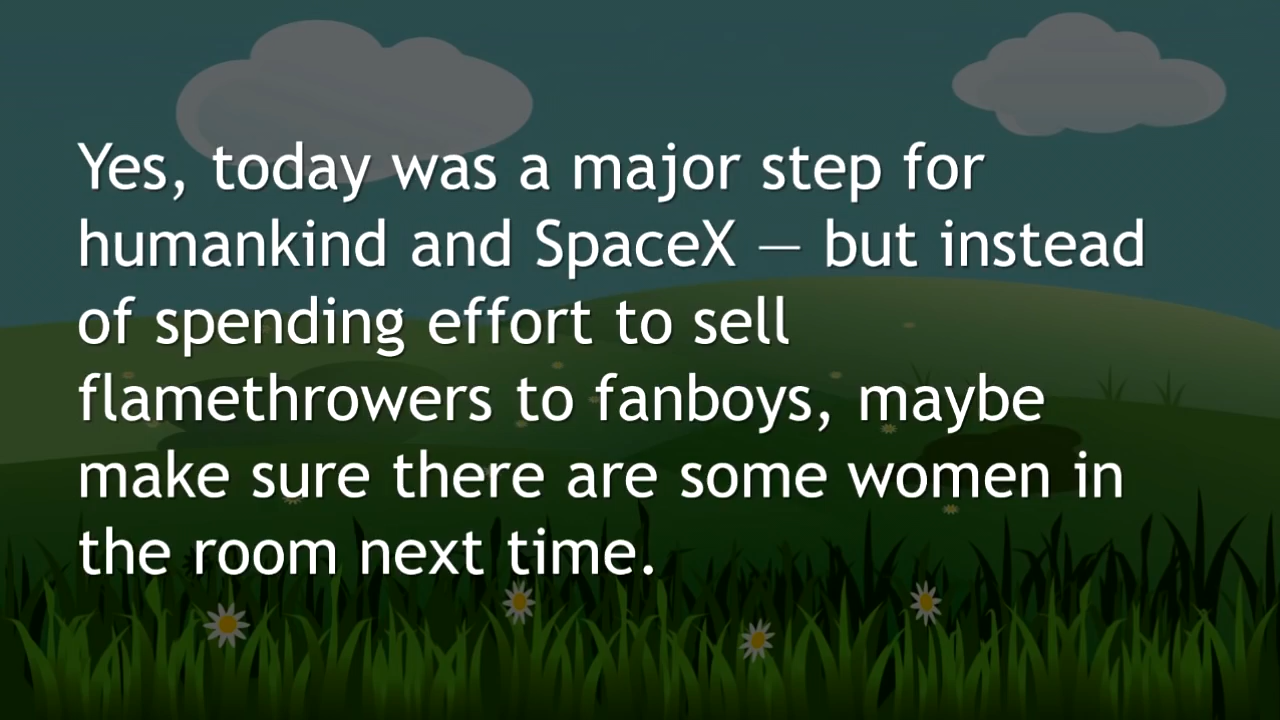 Yes, today was a major step for
humankind and SpaceX — but instead
of spending effort to sell
flamethrowers to fanboys, maybe
make sure there are some women in
the room next time.